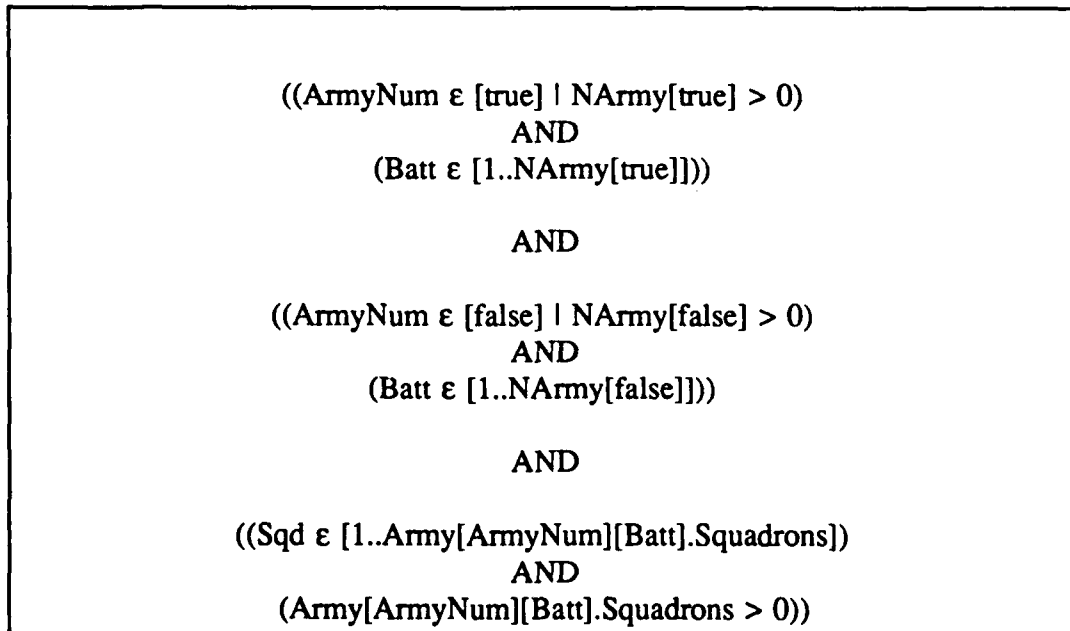 ((ArmyNum ε [true] | NArmy[true] > 0)
AND
(Batt ε [1..NArmy[true]]))
AND
((ArmyNum ε [false] | NArmy[false] > 0)
AND
(Batt ε [1..NArmy[false]]))
AND
((Sqd ε [1..Army[ArmyNum][Batt].Squadrons])
AND
(Army[ArmyNum][Batt].Squadrons > 0))